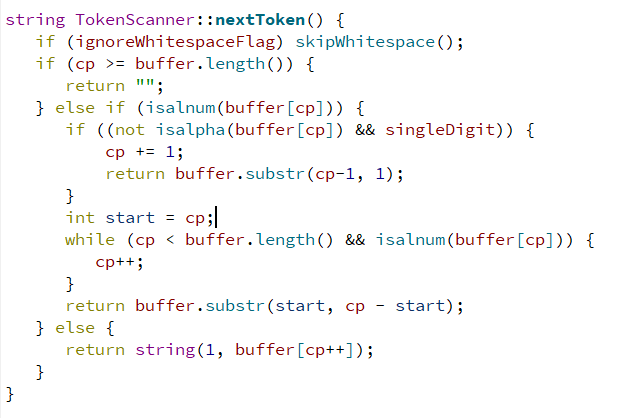 string TokenScanner::nextToken() {
if (ignoreWhitespaceFlag) skipWhitespace();
if (cp >= buffer.length()) {
return "";
} else if (isalnum(buffer[cp])) {
if ((not isalpha(buffer[cp]) && singleDigit)) {
cp += 1;
return buffer.substr(cp-1, 1);
}
int start = cp;
while (cp < buffer.length() && isalnum(buffer[cp])) {
cp++;
}
return buffer.substr(start, cp - start);
} else {
return string(1, buffer[cp++]);
}
}